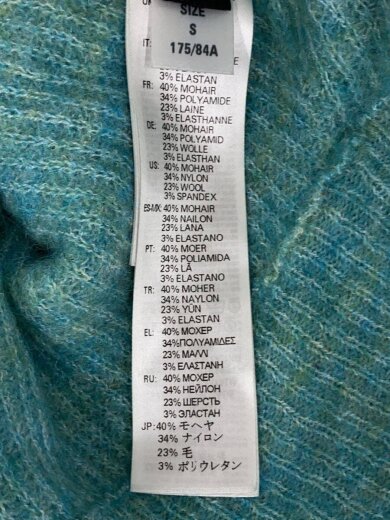 SIZE
S
175/84A
IT:
3% ELASTAN
FR: 40% MOHAIR
34% POLYAMIDE
23% LAINE
3% ELASTHANNE
DE: 40% MOHAIR
34% POLYAMID
23% WOLLE
3% ELASTHAN
US: 40% MOHAIR
34% NYLON
23% WOOL
3% SPANDEX
ES-MX: 40% MOHAIR
34% NAILON
23% LANA
3% ELASTANO
PT: 40% MOER
34% POLIAMIDA
23% LÃ
3% ELASTANO
TR: 40% MOHER
34% NAYLON
23% YÜN
3% ELASTAN
EL: 40% ΜΟΧΕΡ
34% ΠΟΛΥΑΜΙΔΕΣ
23% ΜΑΛΛΙ
3% ΕΛΑΣΤΑΝΗ
RU: 40% МОХЕР
34% НЕЙЛОН
23% ШЕРСТЬ
3% ЭЛАСТАН
JP:40% モヘヤ
34% ナイロン
23% 毛
3% ポリウレタン